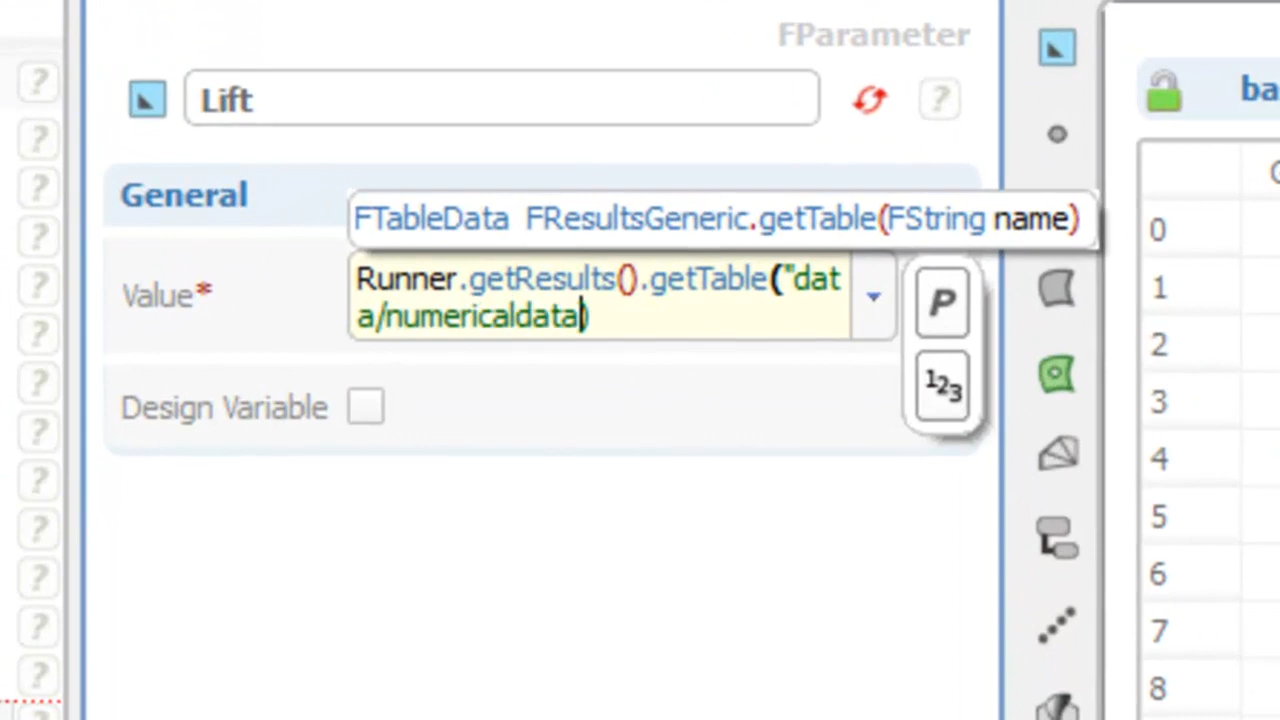 FParameter
Lift
?
General
FTableData FResultsGeneric.getTable(FString name)
Value*
Runner.getResults().getTable("dat
a/numericaldata)
P
123
Design Variable
ba
0
1
2
3
4
5
6
7
8
?
?
?
?
?
?
?
?
?
?
?
?
?